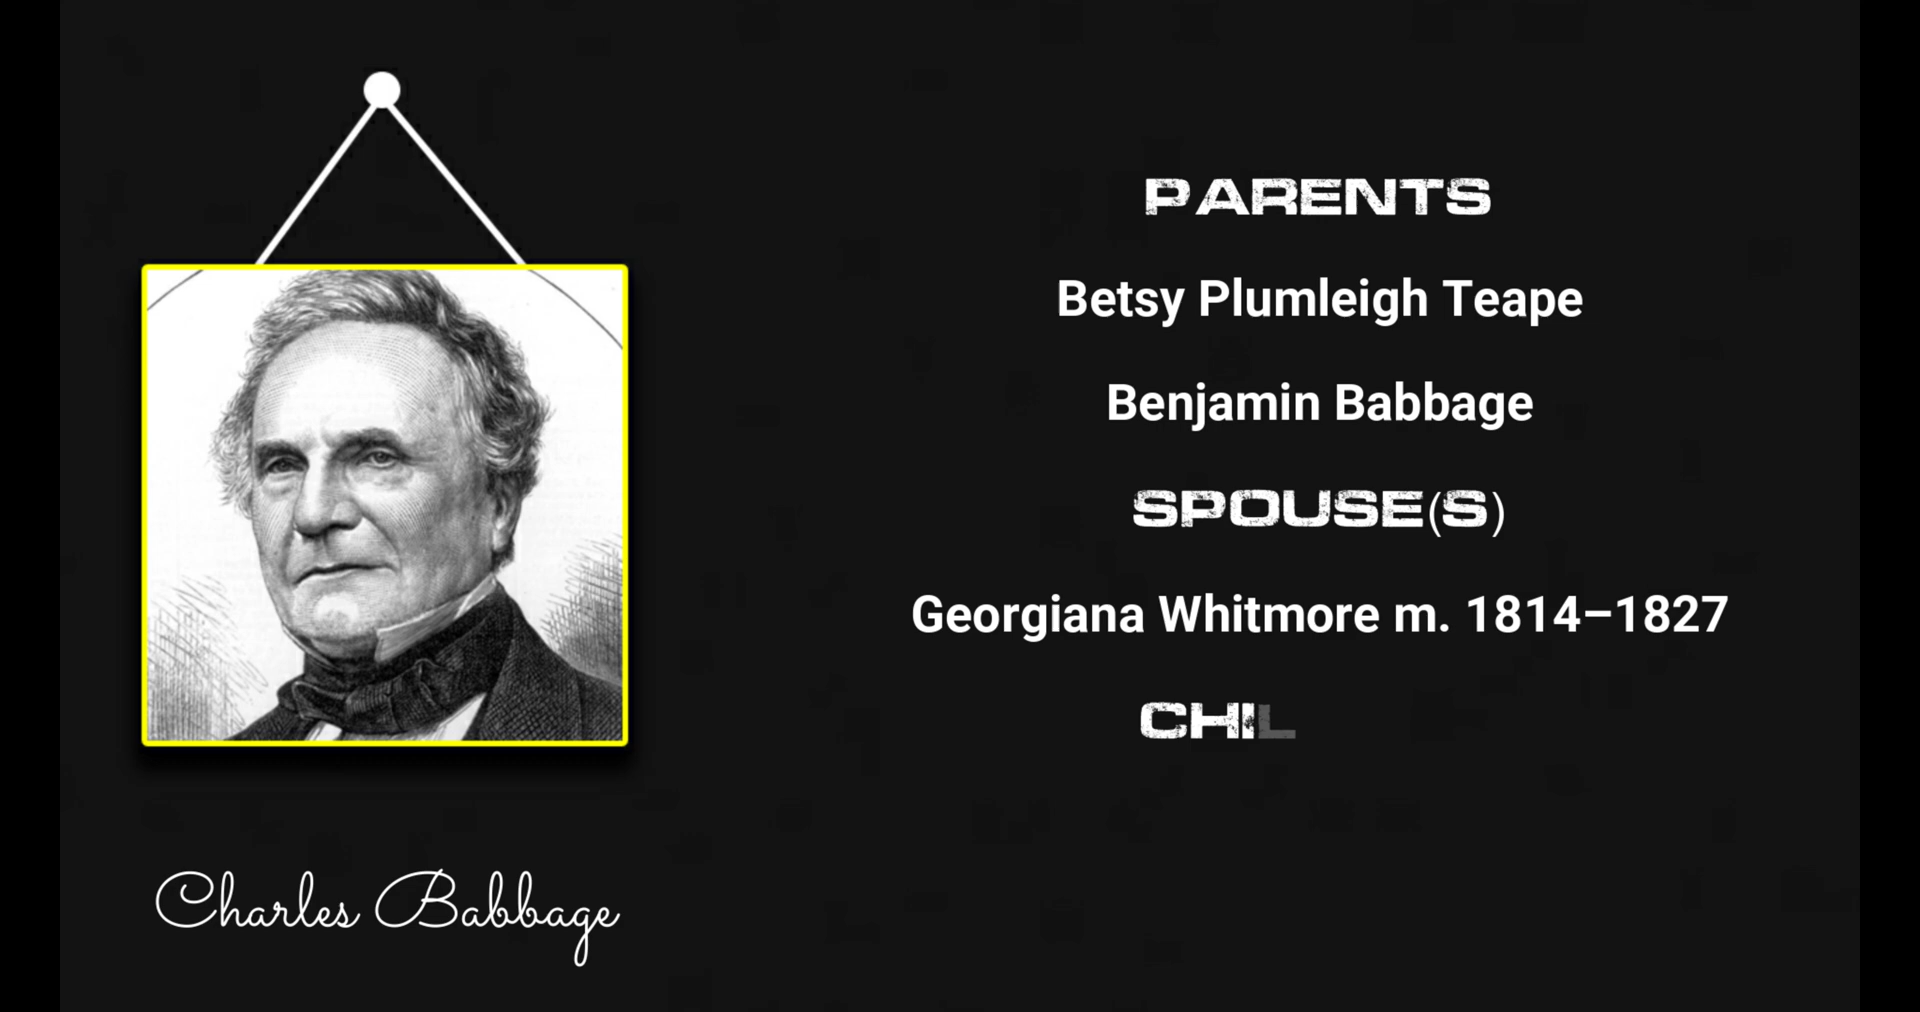 PARENTS
Betsy Plumleigh Teape
Benjamin Babbage
SPOUSE(S)
Georgiana Whitmore m. 1814–1827
CHIL
Charles Babbage